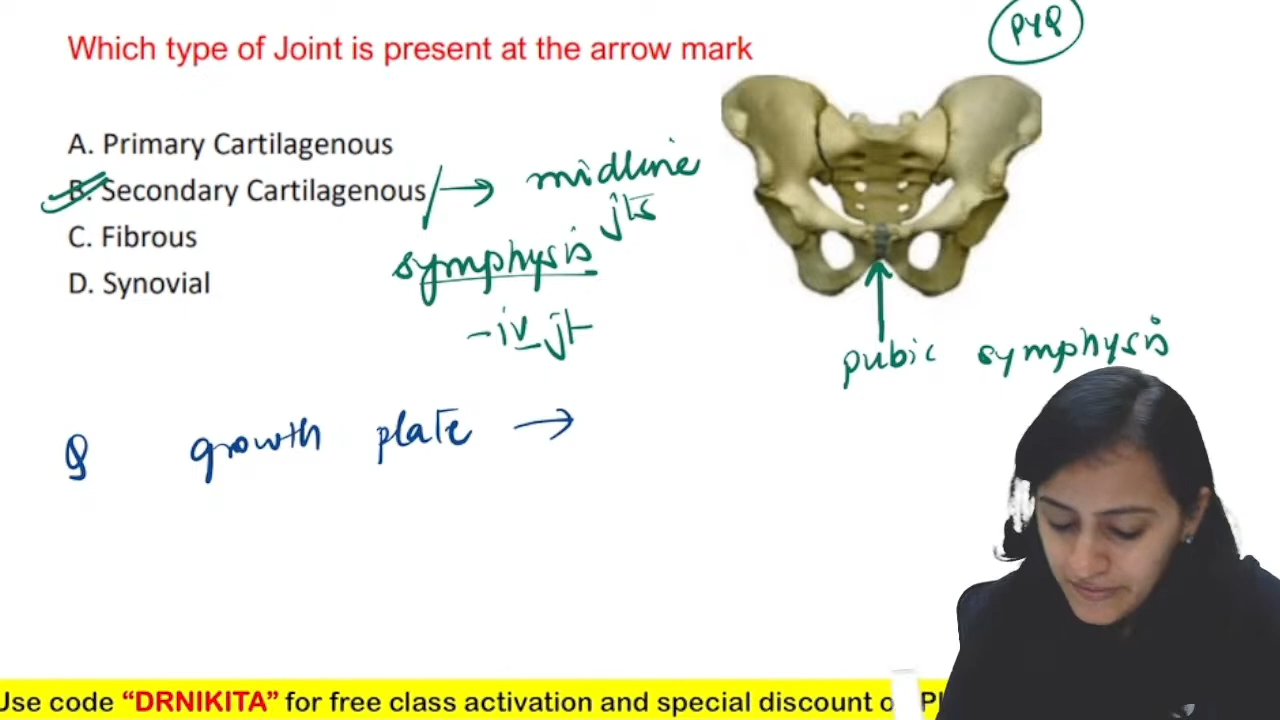 PYQ
Which type of Joint is present at the arrow mark
A. Primary Cartilagenous
B. Secondary Cartilagenous → midline
jts
symphysis
- iv jt
C. Fibrous
D. Synovial
pubic symphysis
Q growth plate →
Use code “DRNIKITA” for free class activation and special discount o